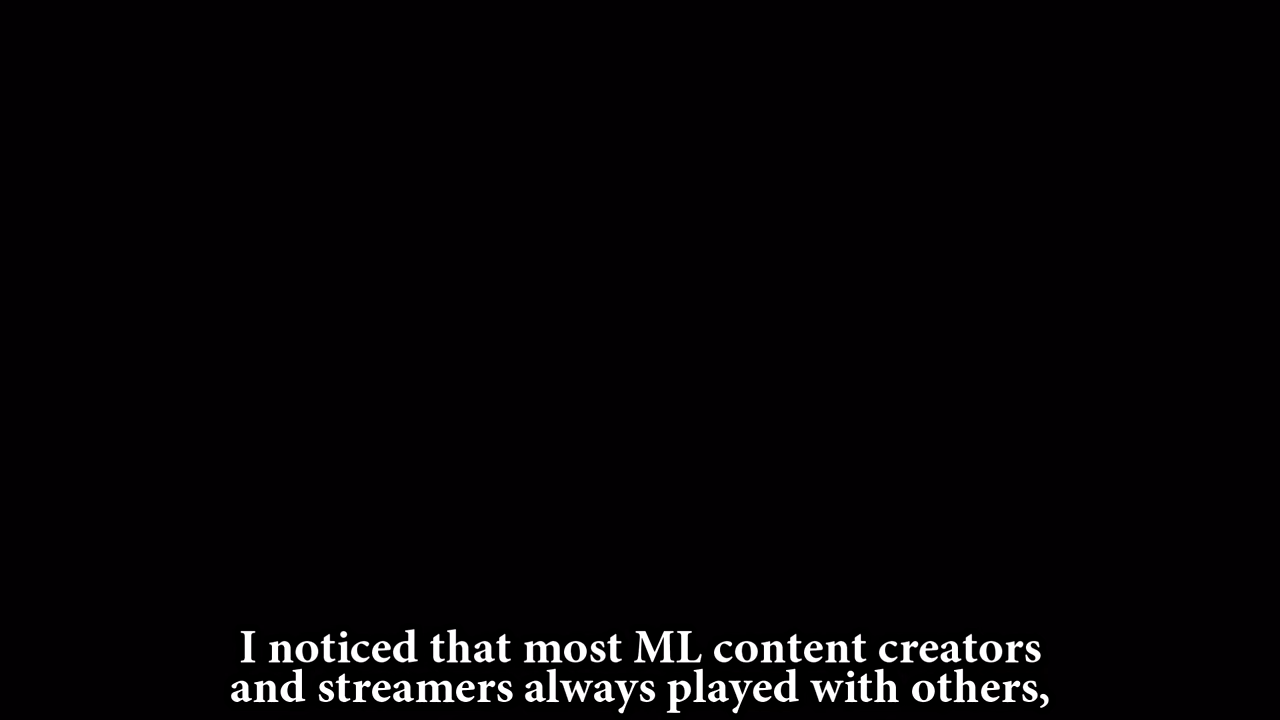 I noticed that most ML content creators
and streamers always played with others,